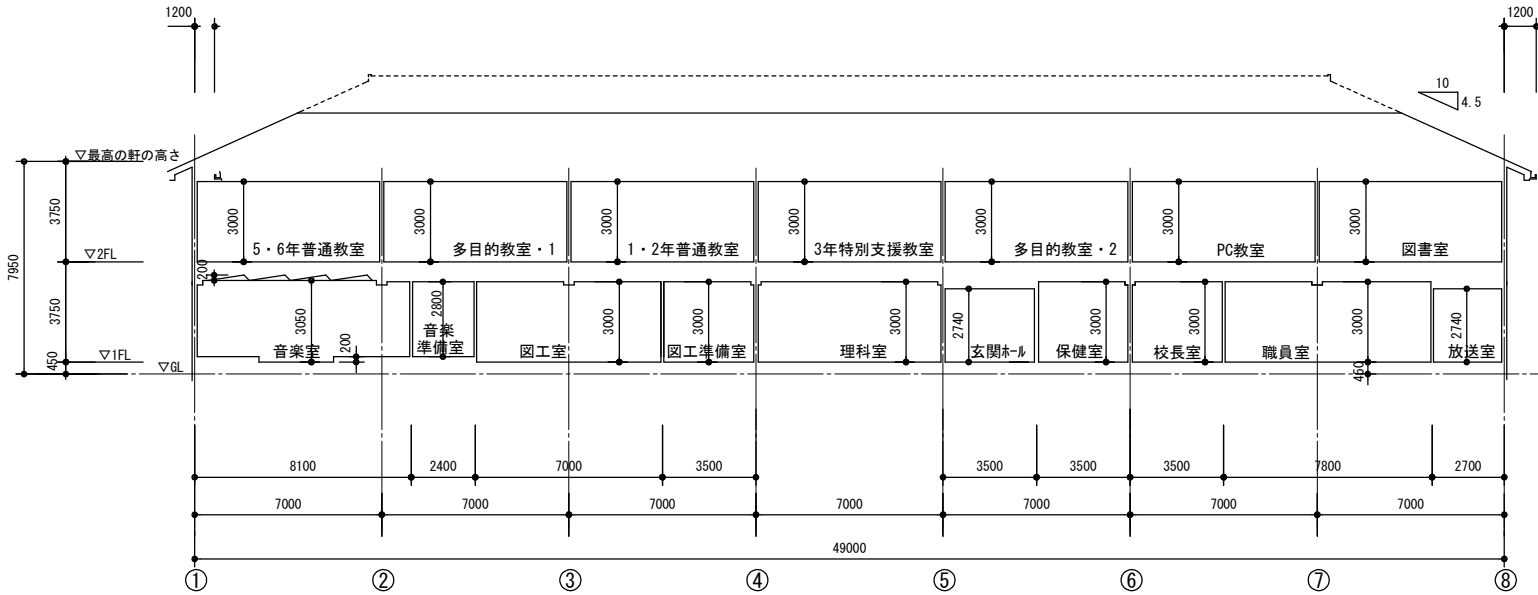 1200
1200
10
4.5
▽最高の軒の高さ
3750
3000
3000
3000
3000
3000
3000
3000
5・6年普通教室
多目的教室・1
1・2年普通教室
3年特別支援教室
多目的教室・2
PC教室
図書室
7950
▽2FL
200
3750
3050
2800
3000
3000
3000
2740
3000
3000
3000
2740
音楽室
200
音楽
準備室
図工室
図工準備室
理科室
玄関ホール
保健室
校長室
職員室
放送室
450
▽1FL
▽GL
450
8100
2400
7000
3500
3500
3500
3500
7800
2700
7000
7000
7000
7000
7000
7000
7000
49000
①
②
③
④
⑤
⑥
⑦
⑧